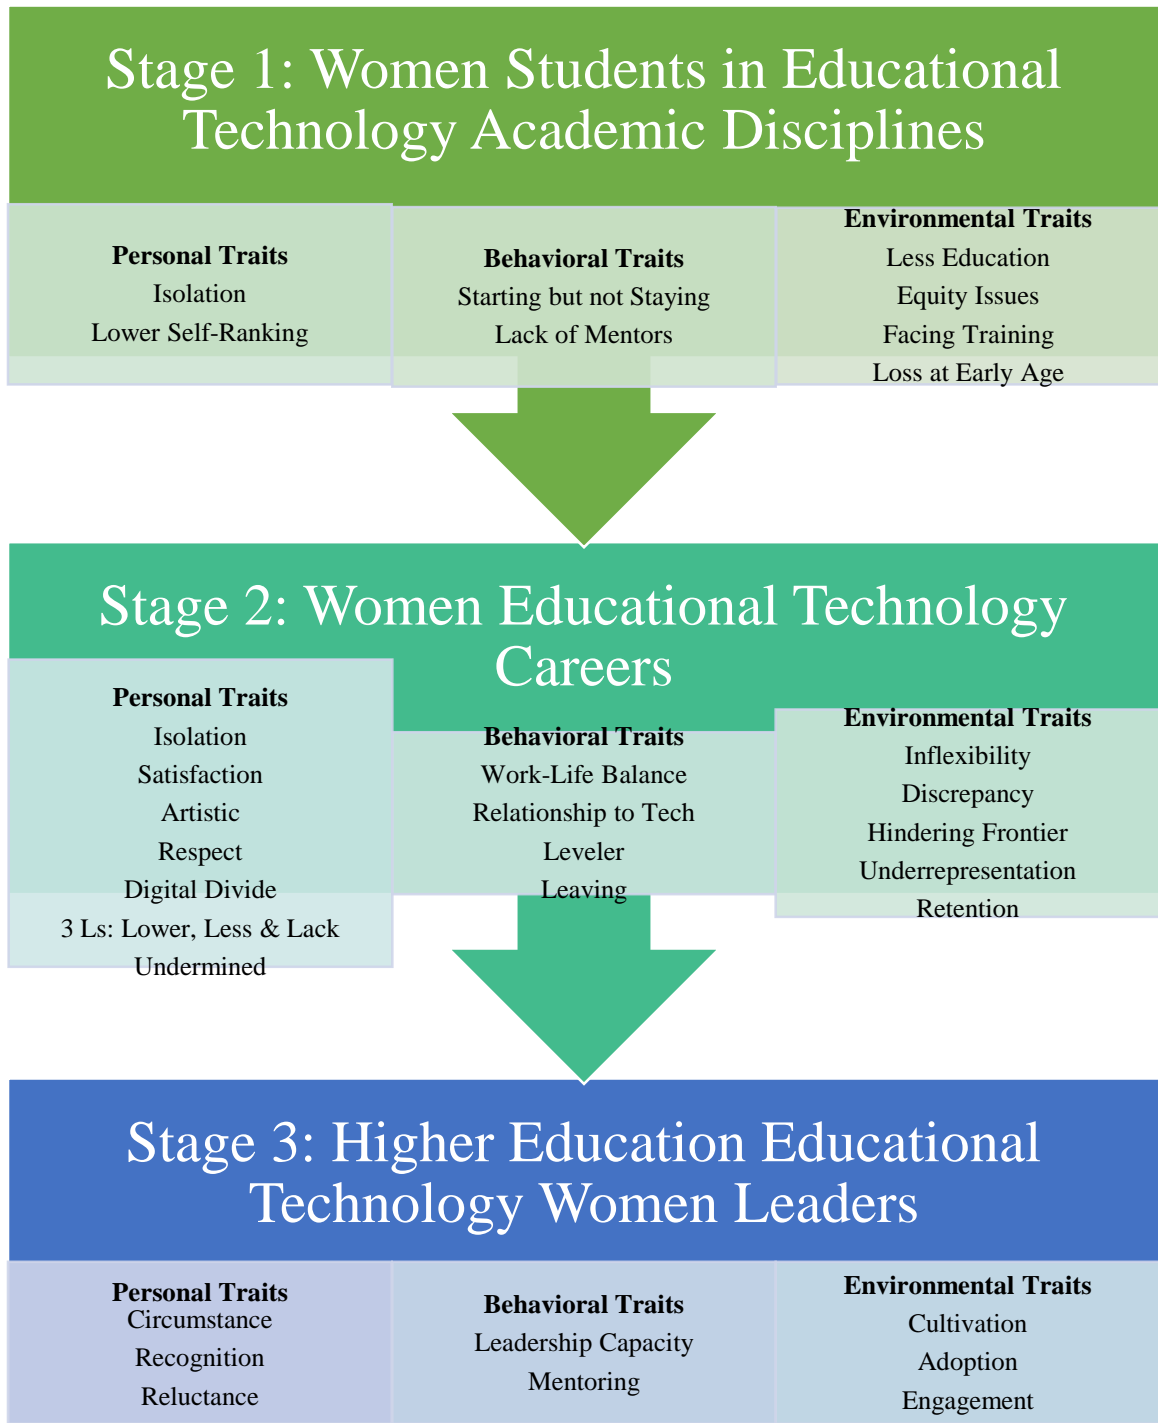 Stage 1: Women Students in Educational
Technology Academic Disciplines
Personal Traits
Isolation
Lower Self-Ranking
Behavioral Traits
Starting but not Staying
Lack of Mentors
Environmental Traits
Less Education
Equity Issues
Facing Training
Loss at Early Age
Stage 2: Women Educational Technology
Careers
Personal Traits
Isolation
Satisfaction
Artistic
Respect
Digital Divide
3 Ls: Lower, Less & Lack
Undermined
Behavioral Traits
Work-Life Balance
Relationship to Tech
Leveler
Leaving
Environmental Traits
Inflexibility
Discrepancy
Hindering Frontier
Underrepresentation
Retention
Stage 3: Higher Education Educational
Technology Women Leaders
Personal Traits
Circumstance
Recognition
Reluctance
Behavioral Traits
Leadership Capacity
Mentoring
Environmental Traits
Cultivation
Adoption
Engagement